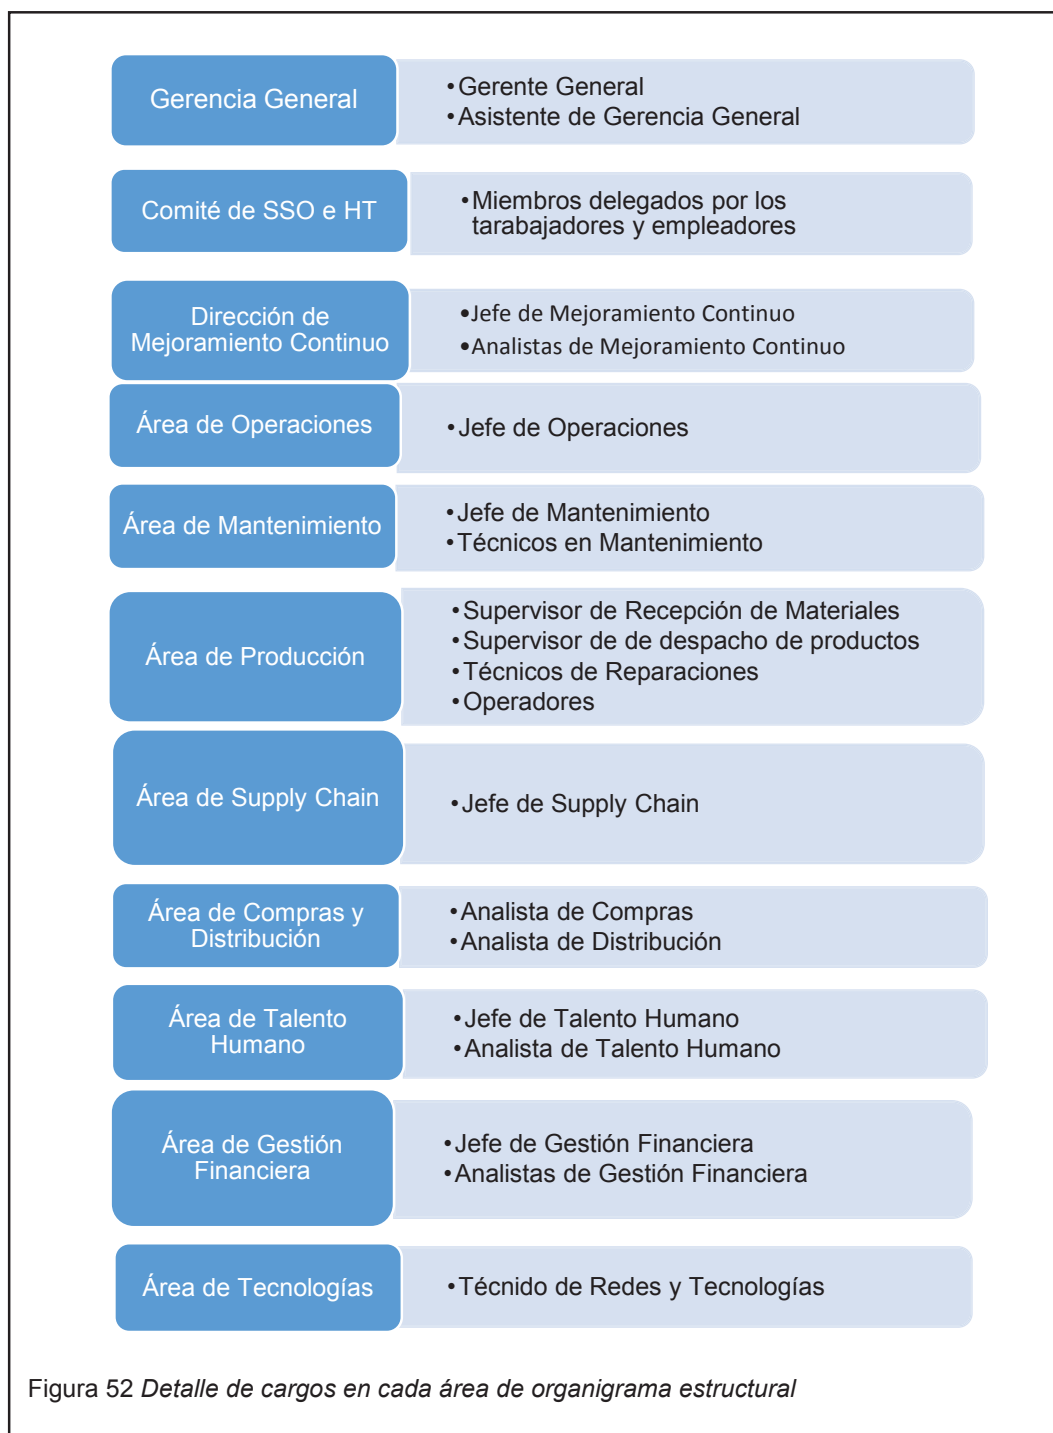 Gerencia General
•Gerente General
•Asistente de Gerencia General
Comité de SSO e HT
•Miembros delegados por los
tarabajadores y empleadores
Dirección de
Mejoramiento Continuo
•Jefe de Mejoramiento Continuo
•Analistas de Mejoramiento Continuo
Área de Operaciones
•Jefe de Operaciones
Área de Mantenimiento
•Jefe de Mantenimiento
•Técnicos en Mantenimiento
Área de Producción
•Supervisor de Recepción de Materiales
•Supervisor de de despacho de productos
•Técnicos de Reparaciones
•Operadores
Área de Supply Chain
•Jefe de Supply Chain
Área de Compras y
Distribución
•Analista de Compras
•Analista de Distribución
Área de Talento
Humano
•Jefe de Talento Humano
•Analista de Talento Humano
Área de Gestión
Financiera
•Jefe de Gestión Financiera
•Analistas de Gestión Financiera
Área de Tecnologías
•Técnido de Redes y Tecnologías
Figura 52 Detalle de cargos en cada área de organigrama estructural